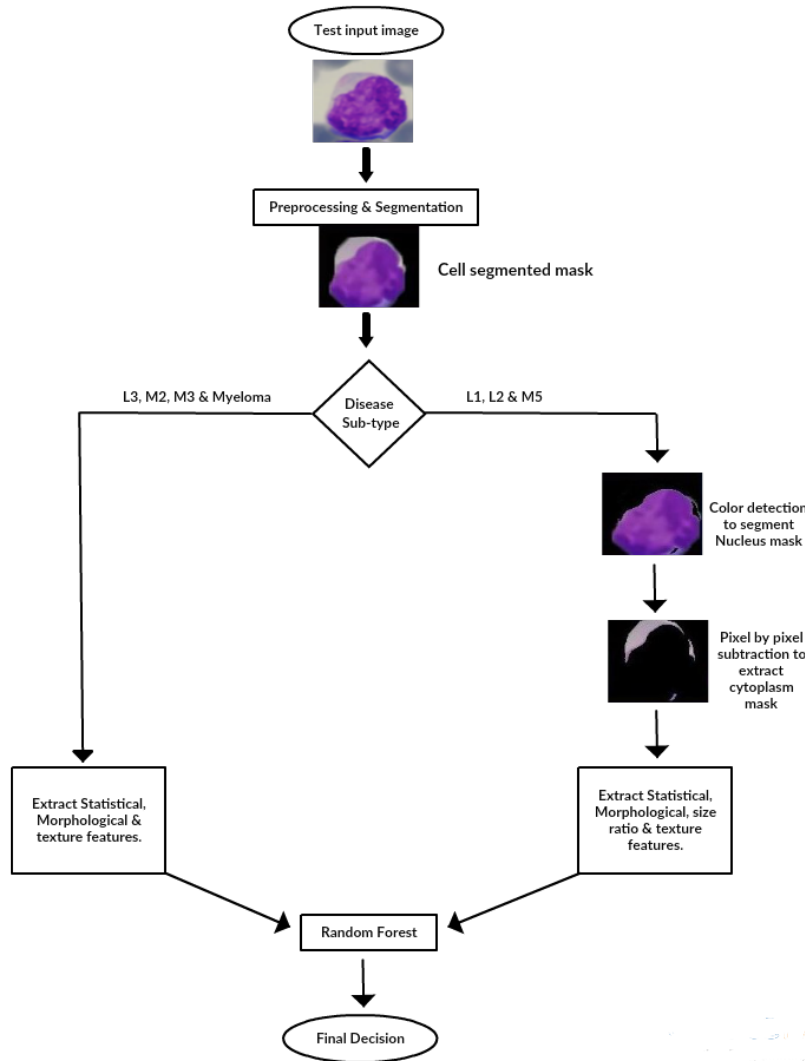 Test input image
Preprocessing & Segmentation
Cell segmented mask
L3, M2, M3 & Myeloma
Disease
Sub-type
L1, L2 & M5
Color detection
to segment
Nucleus mask
Pixel by pixel
subtraction to
extract
cytoplasm
mask
Extract Statistical,
Morphological &
texture features.
Extract Statistical,
Morphological, size
ratio & texture
features.
Random Forest
Final Decision